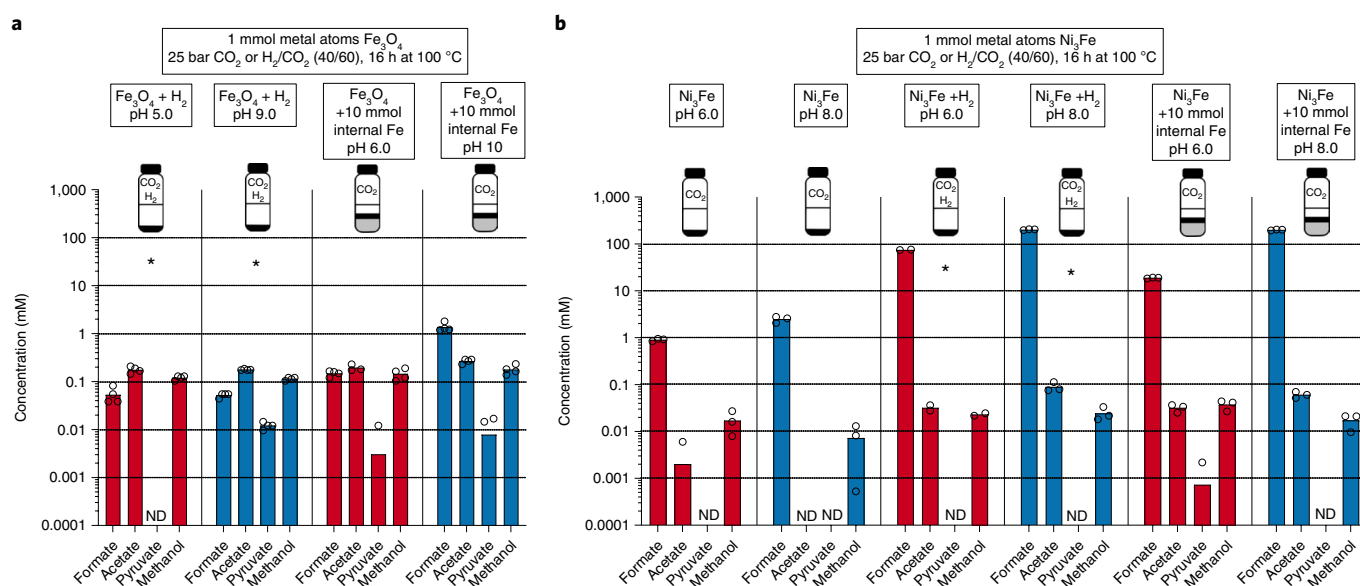 a
1 mmol metal atoms Fe₃O₄
25 bar CO₂ or H₂/CO₂ (40/60), 16 h at 100 °C
Fe₃O₄ + H₂
pH 5.0
Fe₃O₄ + H₂
pH 9.0
Fe₃O₄
+10 mmol
internal Fe
pH 6.0
Fe₃O₄
+10 mmol
internal Fe
pH 10
CO₂
H₂
CO₂
H₂
CO₂
CO₂
*
*
Concentration (mM)
1,000
100
10
1
0.1
0.01
0.001
0.0001
ND
Formate
Acetate
Pyruvate
Methanol
Formate
Acetate
Pyruvate
Methanol
Formate
Acetate
Pyruvate
Methanol
Formate
Acetate
Pyruvate
Methanol
b
1 mmol metal atoms Ni₃Fe
25 bar CO₂ or H₂/CO₂ (40/60), 16 h at 100 °C
Ni₃Fe
pH 6.0
Ni₃Fe
pH 8.0
Ni₃Fe +H₂
pH 6.0
Ni₃Fe +H₂
pH 8.0
Ni₃Fe
+10 mmol
internal Fe
pH 6.0
Ni₃Fe
+10 mmol
internal Fe
pH 8.0
CO₂
CO₂
CO₂
H₂
CO₂
H₂
CO₂
CO₂
*
*
Concentration (mM)
1,000
100
10
1
0.1
0.01
0.001
0.0001
ND
ND
ND
ND
ND
ND
Formate
Acetate
Pyruvate
Methanol
Formate
Acetate
Pyruvate
Methanol
Formate
Acetate
Pyruvate
Methanol
Formate
Acetate
Pyruvate
Methanol
Formate
Acetate
Pyruvate
Methanol
Formate
Acetate
Pyruvate
Methanol